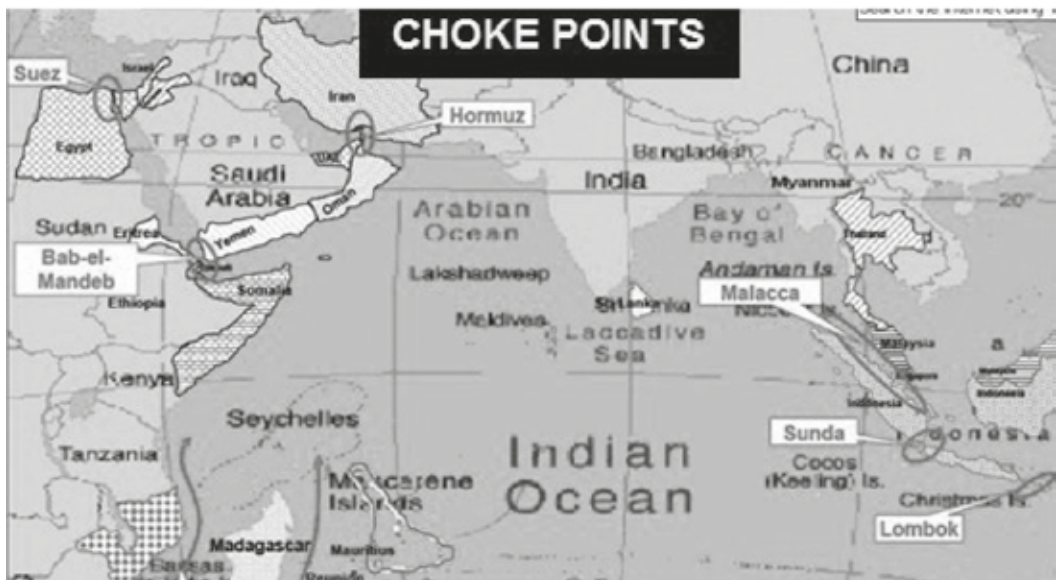 CHOKE POINTS
Suez
Israel
Iraq
Iran
China
Hormuz
Egypt
TROPIC
UAE
Saudi
Arabia
Oman
Bangladesh
CANCER
India
Myanmar
20°
Sudan
Eritrea
Yemen
Arabian
Ocean
Bay o'
Bengal
Thailand
d
Bab-el-
Mandeb
Ethiopia
Somalia
Lakshadweep
Andaman Is.
Malacca
Maldives
Sri Lanka
Laccadive
Sea
Malaysia
a
Kenya
Indonesia
Indonesia
Seychelles
Sunda
Tanzania
Indian
Ocean
Cocos
(Keeling) Is.
Mascarene
Islands
Christmas Is.
Lombok
Madagascar
Mauritius
Reunion